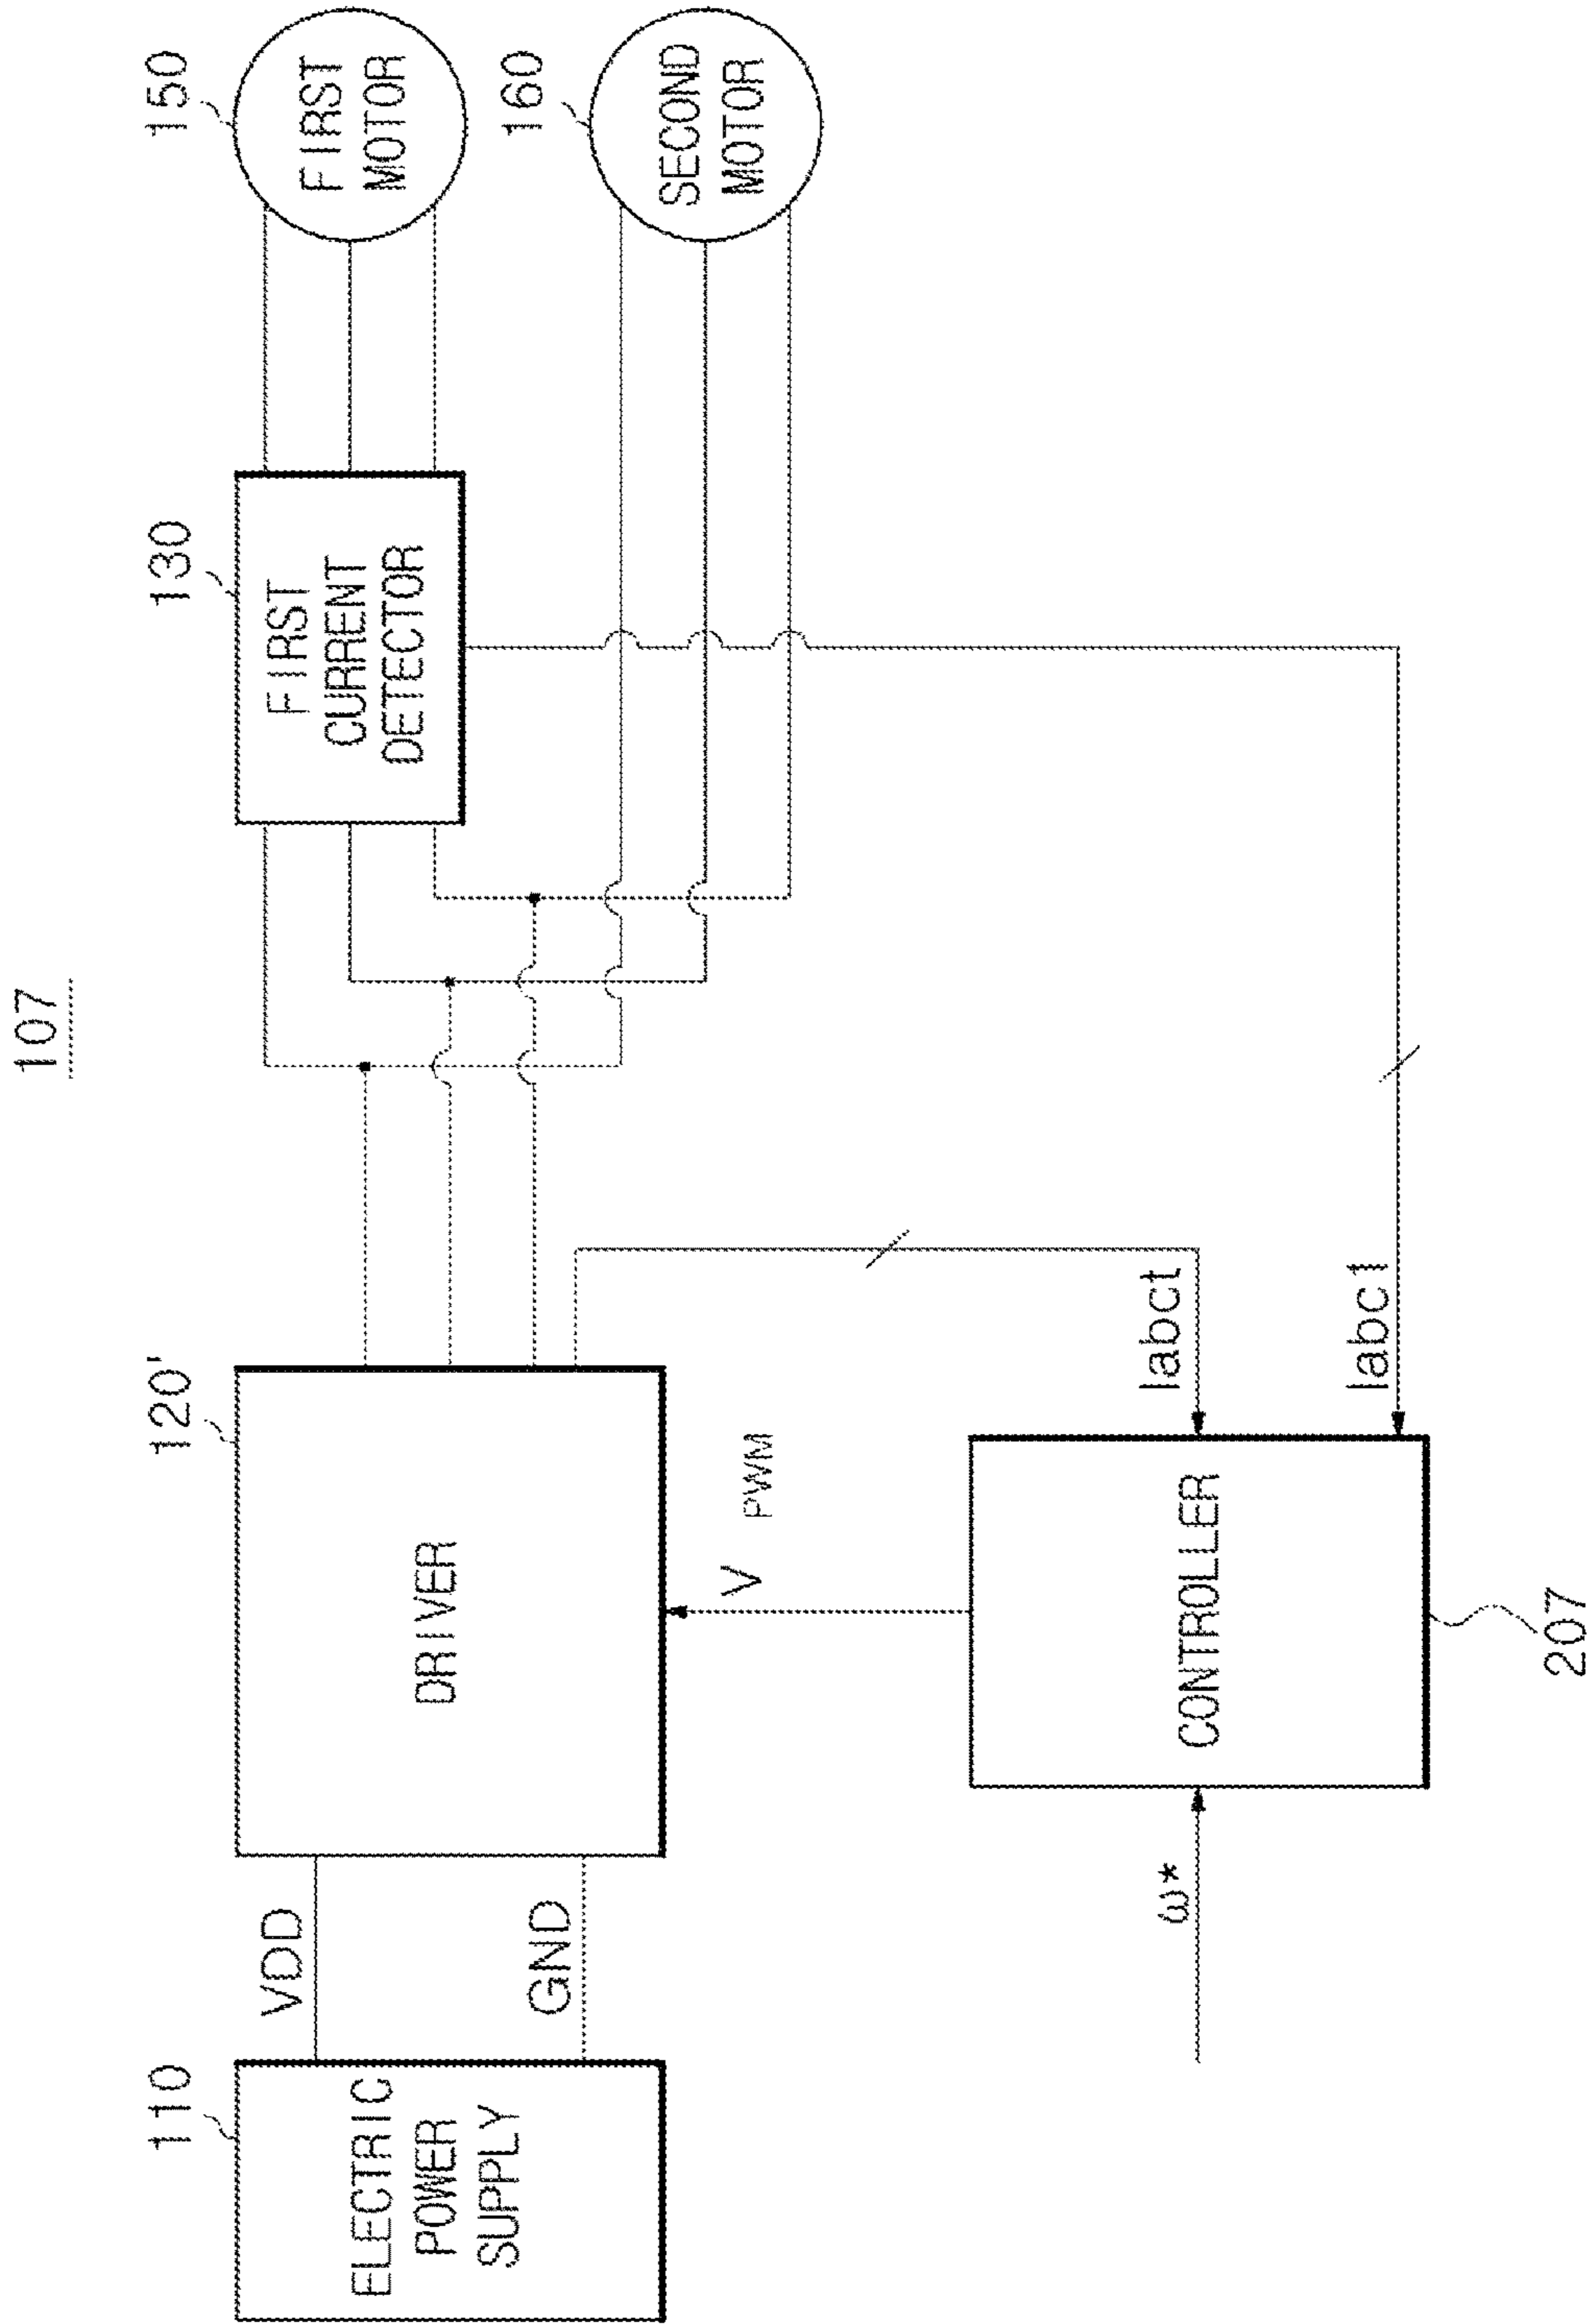 107
110
ELECTRIC
POWER
SUPPLY
VDD
GND
120'
DRIVER
130
FIRST
CURRENT
DETECTOR
150
FIRST
MOTOR
160
SECOND
MOTOR
V PWM
Iabct
Iabc1
ω*
CONTROLLER
207